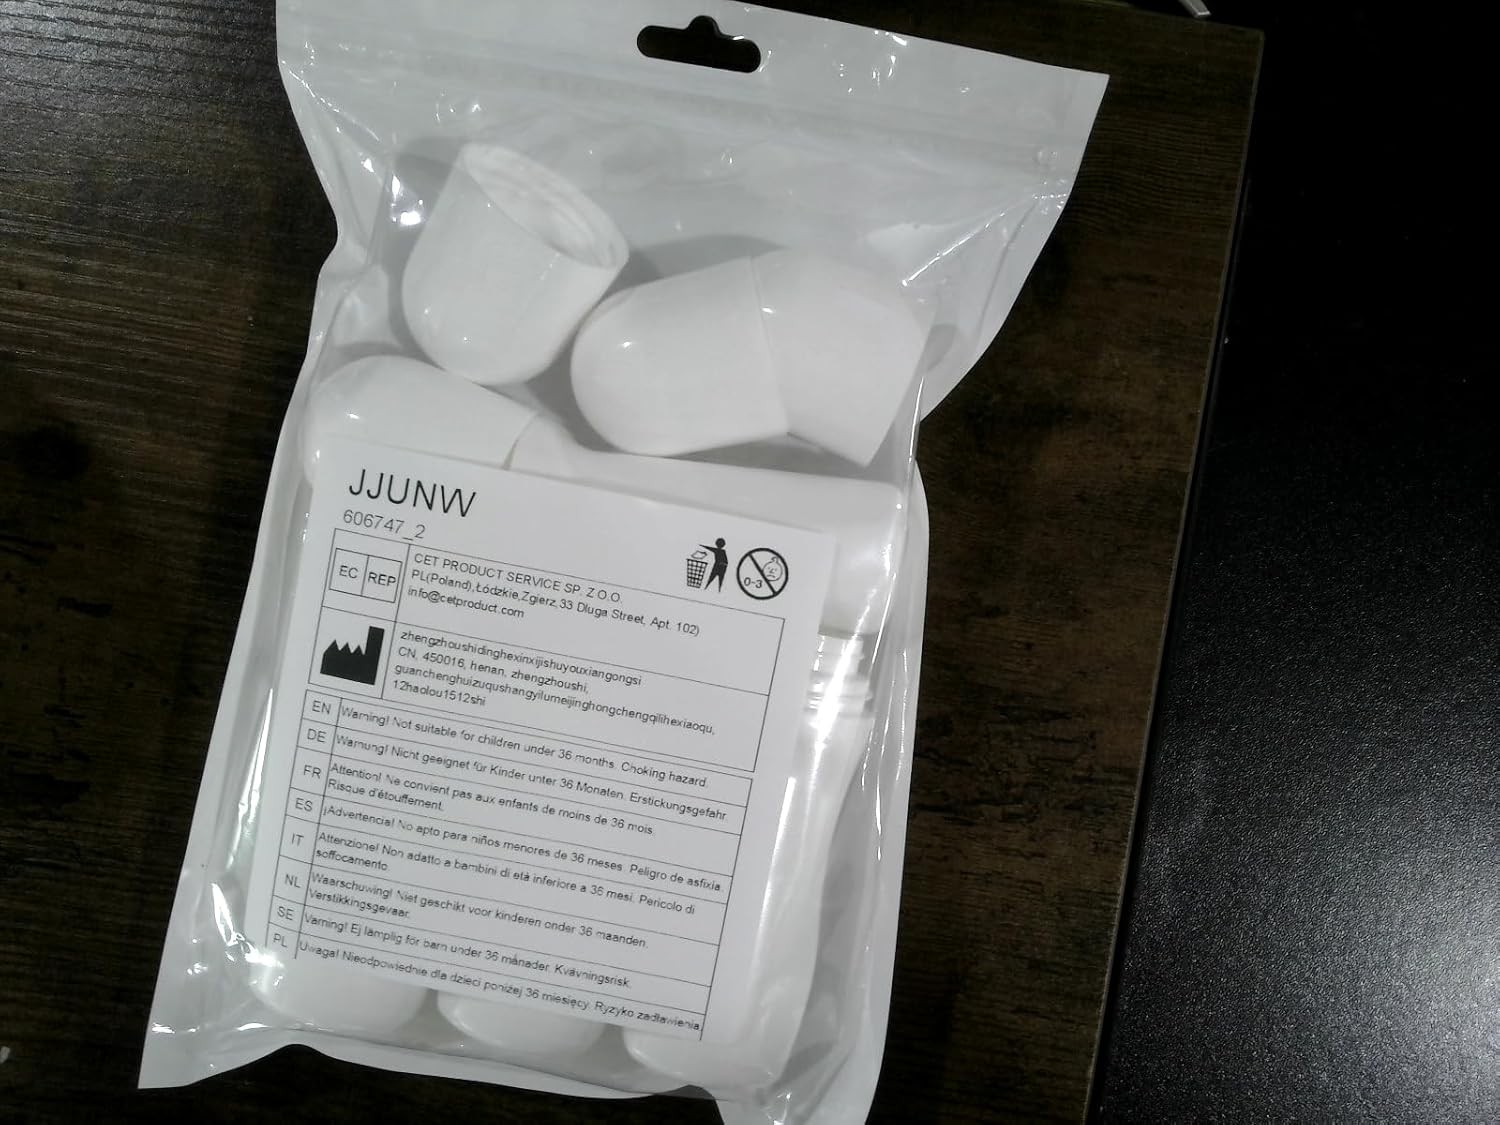 JJUNW
606747_2
0-3
EC REP
CET PRODUCT SERVICE SP. Z O.O.
PL(Poland),Łódzkie,Zgierz,33 Dluga Street, Apt. 102)
info@cetproduct.com
zhengzhoushidinghexinxijishuyouxiangongsi
CN, 450016, henan, zhengzhoushi,
guanchenghuizuqushangyilumeijinghongchengqilihexiaoqu,
12haolou1512shi
EN Warning! Not suitable for children under 36 months. Choking hazard.
DE Warnung! Nicht geeignet für Kinder unter 36 Monaten. Erstickungsgefahr
FR Attention! Ne convient pas aux enfants de moins de 36 mois.
Risque d'étouffement.
ES ¡Advertencia! No apto para niños menores de 36 meses. Peligro de asfixia.
IT Attenzione! Non adatto a bambini di età inferiore a 36 mesi. Pericolo di
soffocamento.
NL Waarschuwing! Niet geschikt voor kinderen onder 36 maanden.
Verstikkingsgevaar.
SE Varning! Ej lämplig för barn under 36 månader. Kvävningsrisk.
PL Uwaga! Nieodpowiednie dla dzieci poniżej 36 miesięcy. Ryzyko zadławienia